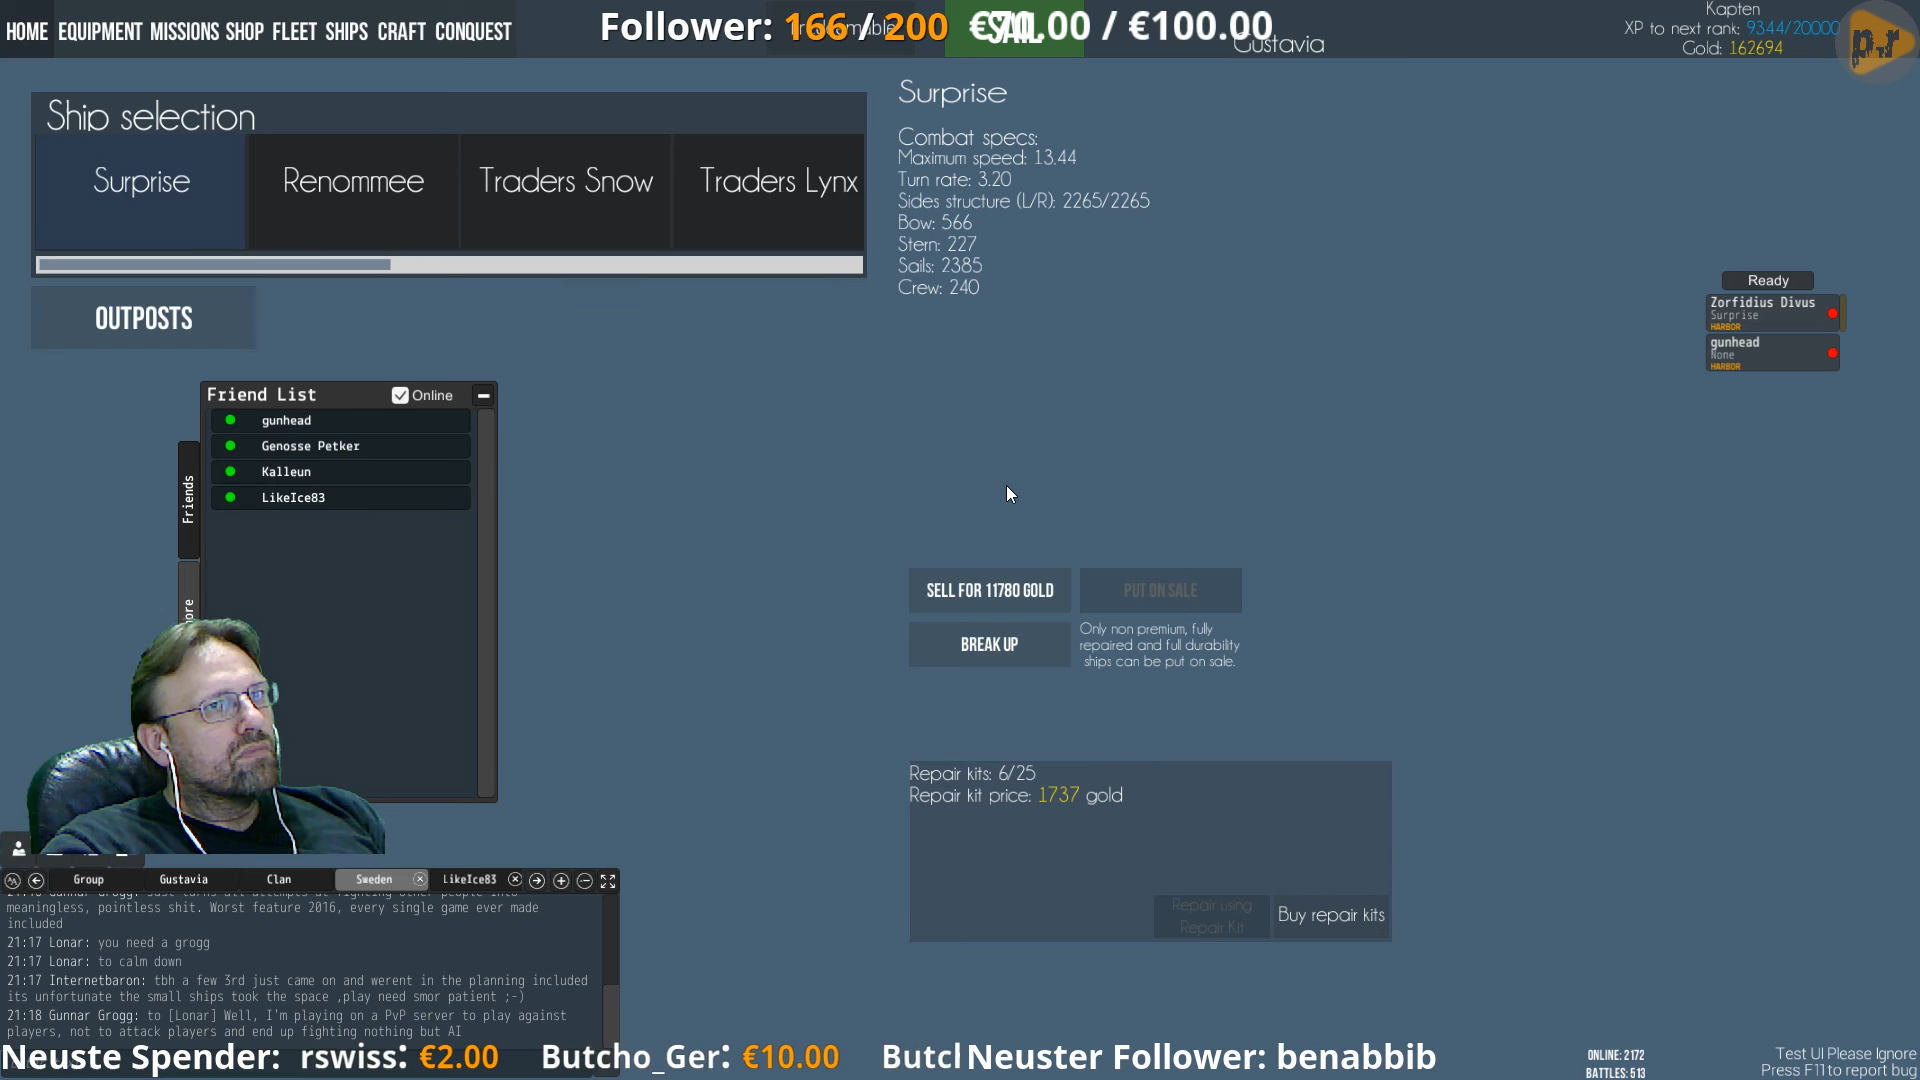 HOME EQUIPMENT MISSIONS SHOP FLEET SHIPS CRAFT CONQUEST
Follower: 166 / 200 €70.00 / €100.00
SAIL
Gustavia
Kapten
XP to next rank: 9344/20000
Gold: 162694
p.r
Ship selection
Surprise
Renommee
Traders Snow
Traders Lynx
OUTPOSTS
Surprise
Combat specs:
Maximum speed: 13.44
Turn rate: 3.20
Sides structure (L/R): 2265/2265
Bow: 566
Stern: 227
Sails: 2385
Crew: 240
Ready
Zorfidius Divus
Surprise
HARBOR
gunhead
None
HARBOR
Friend List
Online
gunhead
Genosse Petker
Kalleun
LikeIce83
Friends
SELL FOR 11780 GOLD
PUT ON SALE
BREAK UP
Only non premium, fully
repaired and full durability
ships can be put on sale.
Repair kits: 6/25
Repair kit price: 1737 gold
Repair using
Repair Kit
Buy repair kits
Group
Gustavia
Clan
Sweden
LikeIce83
meaningless, pointless shit. Worst feature 2016, every single game ever made
included
21:17 Lonar: you need a grogg
21:17 Lonar: to calm down
21:17 Internetbaron: tbh a few 3rd just came on and werent in the planning included
its unfortunate the small ships took the space ,play need smor patient ;-)
21:18 Gunnar Grogg: to [Lonar] Well, I'm playing on a PvP server to play against
players, not to attack players and end up fighting nothing but AI
Neuste Spender: rswiss: €2.00 Butcho_Ger: €10.00 Butcl
Neuster Follower: benabbib
ONLINE: 2172
BATTLES: 513
Test UI Please Ignore
Press F11 to report bug